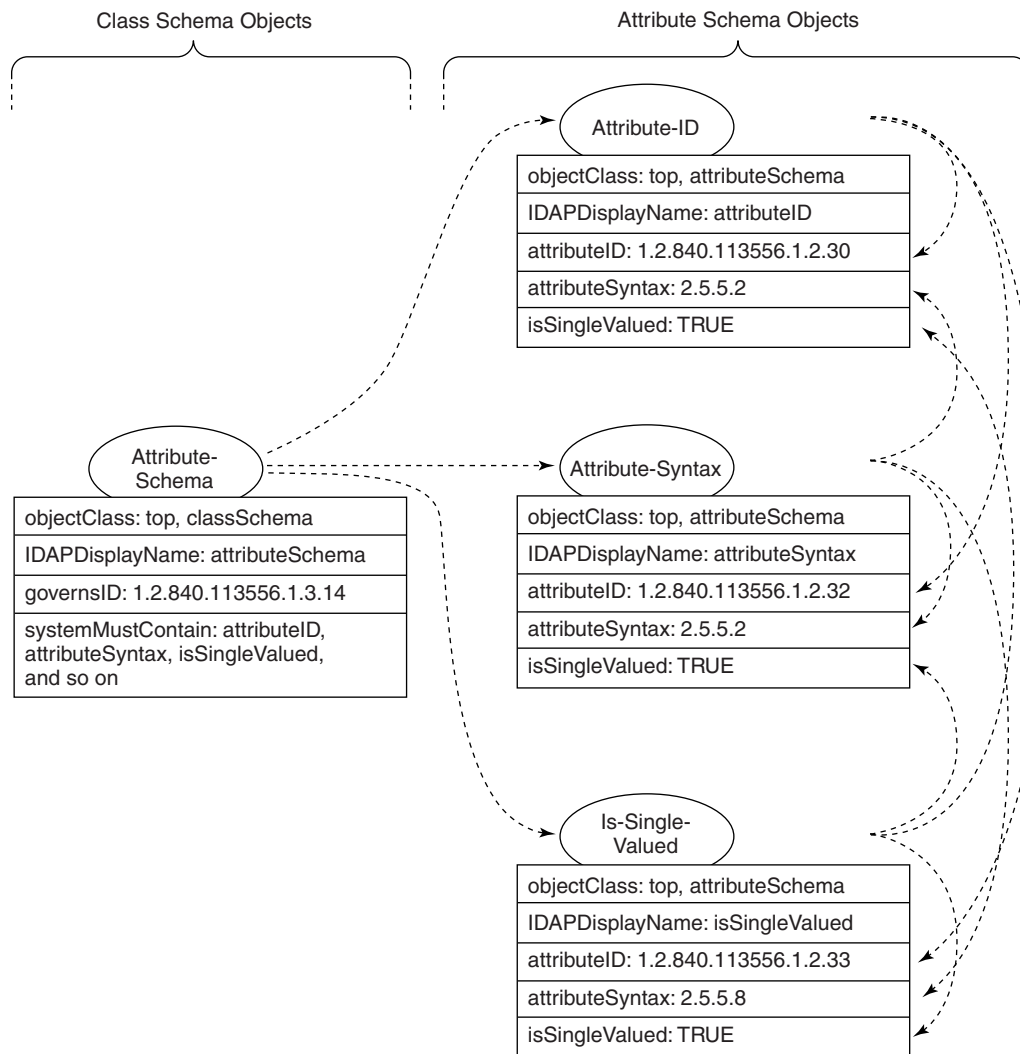 Class Schema Objects
Attribute Schema Objects
Attribute-ID
objectClass: top, attributeSchema
IDAPDisplayName: attributeID
attributeID: 1.2.840.113556.1.2.30
attributeSyntax: 2.5.5.2
isSingleValued: TRUE
Attribute-
Schema
objectClass: top, classSchema
IDAPDisplayName: attributeSchema
governsID: 1.2.840.113556.1.3.14
systemMustContain: attributeID,
attributeSyntax, isSingleValued,
and so on
Attribute-Syntax
objectClass: top, attributeSchema
IDAPDisplayName: attributeSyntax
attributeID: 1.2.840.113556.1.2.32
attributeSyntax: 2.5.5.2
isSingleValued: TRUE
Is-Single-
Valued
objectClass: top, attributeSchema
IDAPDisplayName: isSingleValued
attributeID: 1.2.840.113556.1.2.33
attributeSyntax: 2.5.5.8
isSingleValued: TRUE